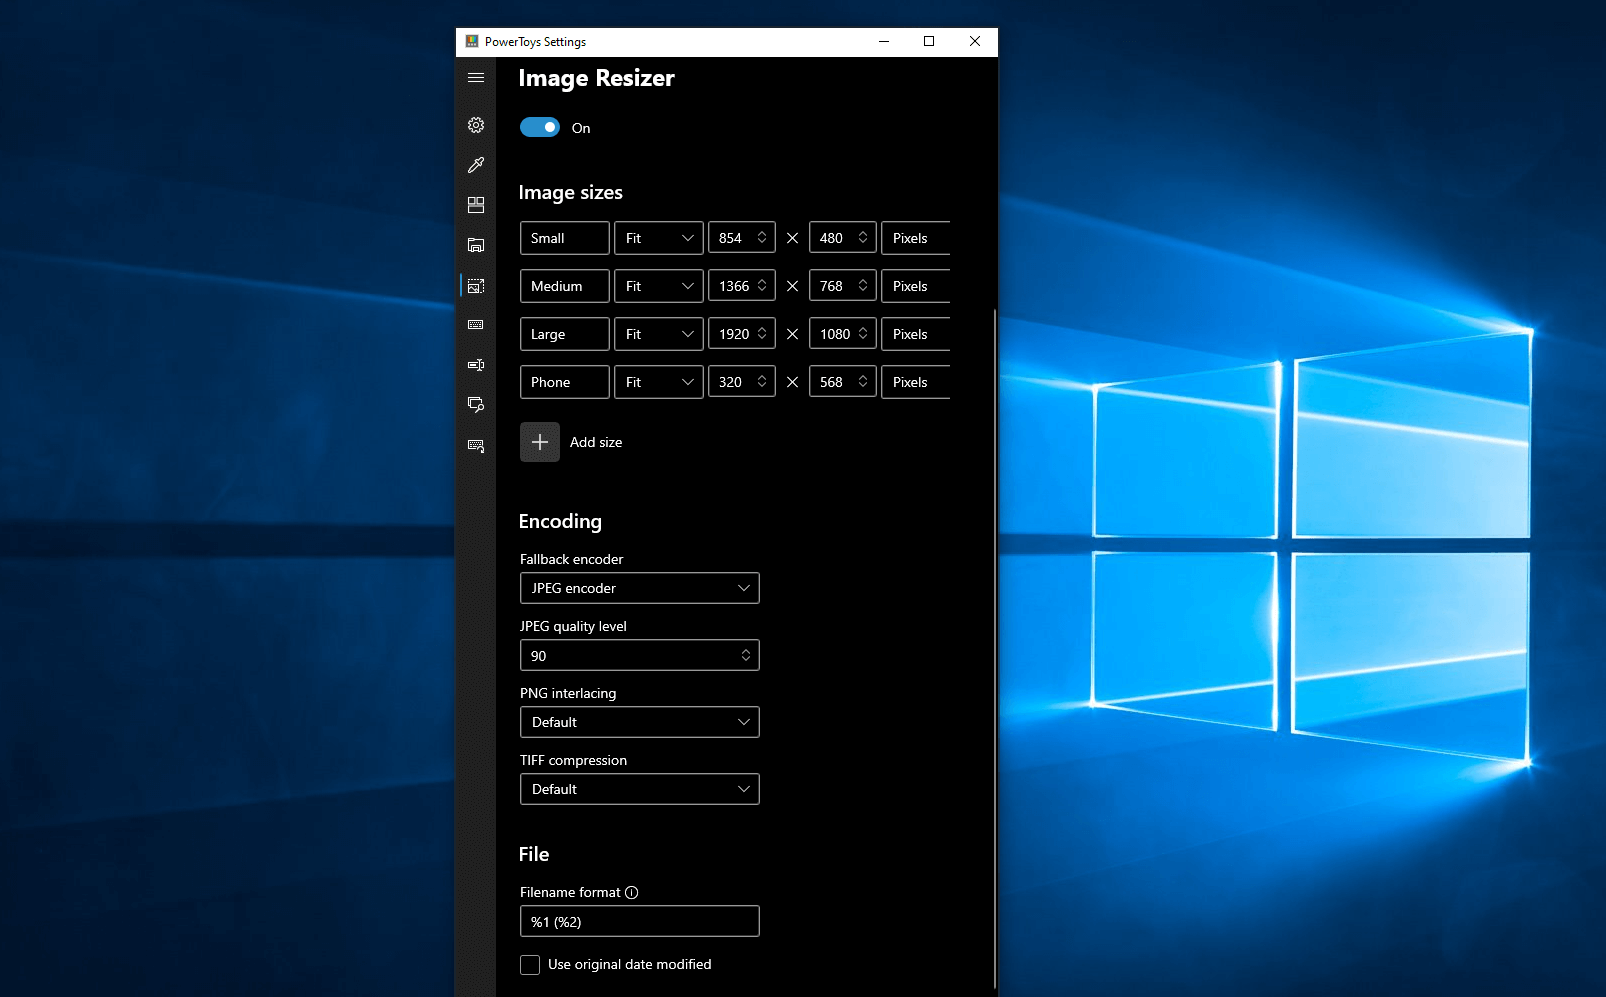 PowerToys Settings
Image Resizer
On
Image sizes
Small Fit 854 × 480 Pixels
Medium Fit 1366 × 768 Pixels
Large Fit 1920 × 1080 Pixels
Phone Fit 320 × 568 Pixels
Add size
Encoding
Fallback encoder
JPEG encoder
JPEG quality level
90
PNG interlacing
Default
TIFF compression
Default
File
Filename format
%1 (%2)
Use original date modified